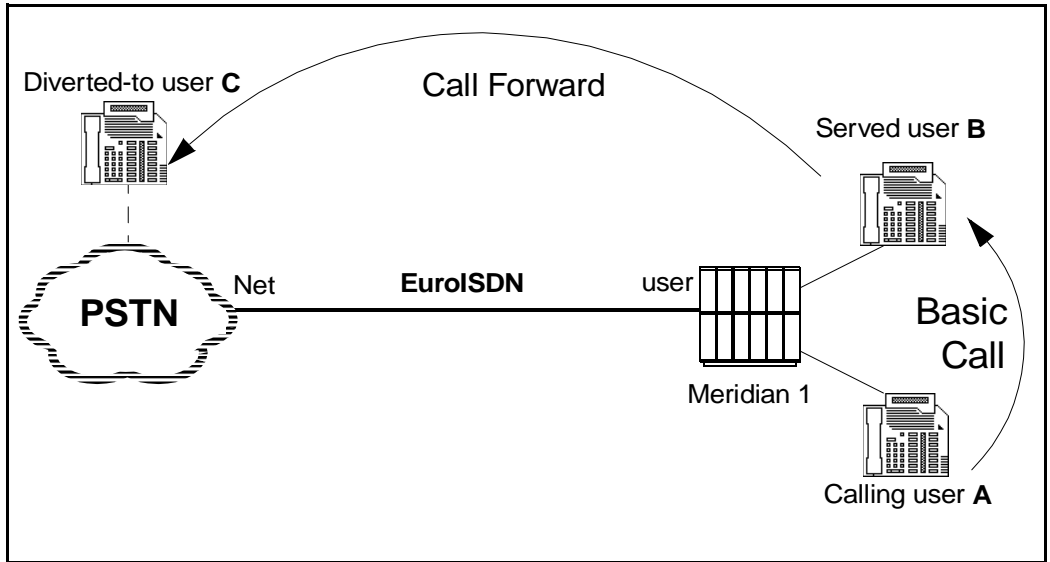 Diverted-to user C
Call Forward
Served user B
Net
EuroISDN
user
PSTN
Basic
Call
Meridian 1
Calling user A